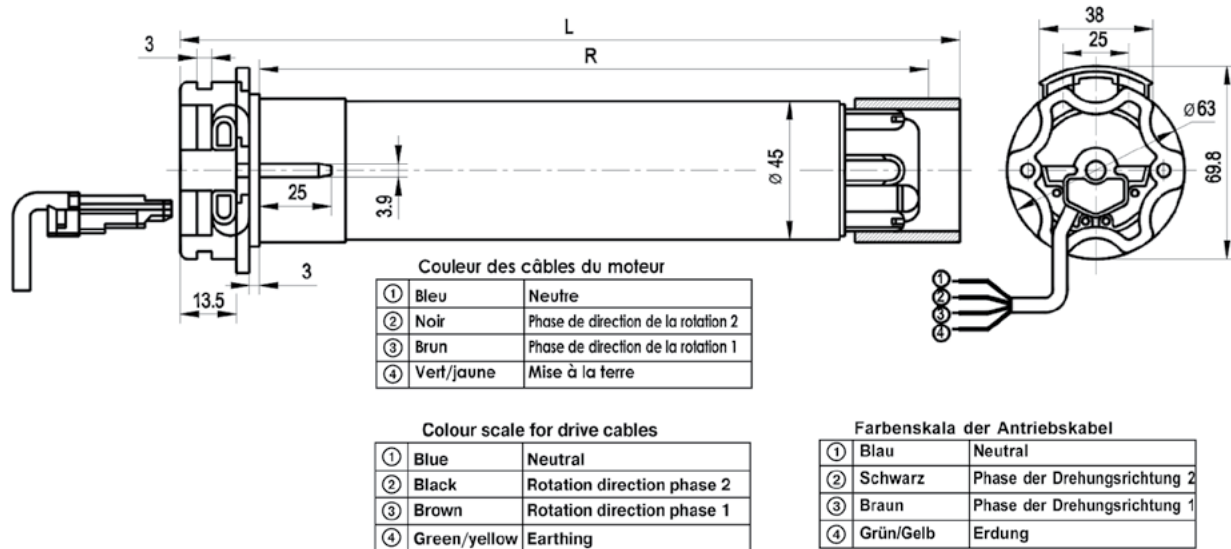 L
38
3
R
25
Ø 63
Ø 45
69.8
25
3.9
3
13.5
① ② ③ ④
Couleur des câbles du moteur
① Bleu Neutre
② Noir Phase de direction de la rotation 2
③ Brun Phase de direction de la rotation 1
④ Vert/jaune Mise à la terre
Colour scale for drive cables
① Blue Neutral
② Black Rotation direction phase 2
③ Brown Rotation direction phase 1
④ Green/yellow Earthing
Farbenskala der Antriebskabel
① Blau Neutral
② Schwarz Phase der Drehungsrichtung 2
③ Braun Phase der Drehungsrichtung 1
④ Grün/Gelb Erdung